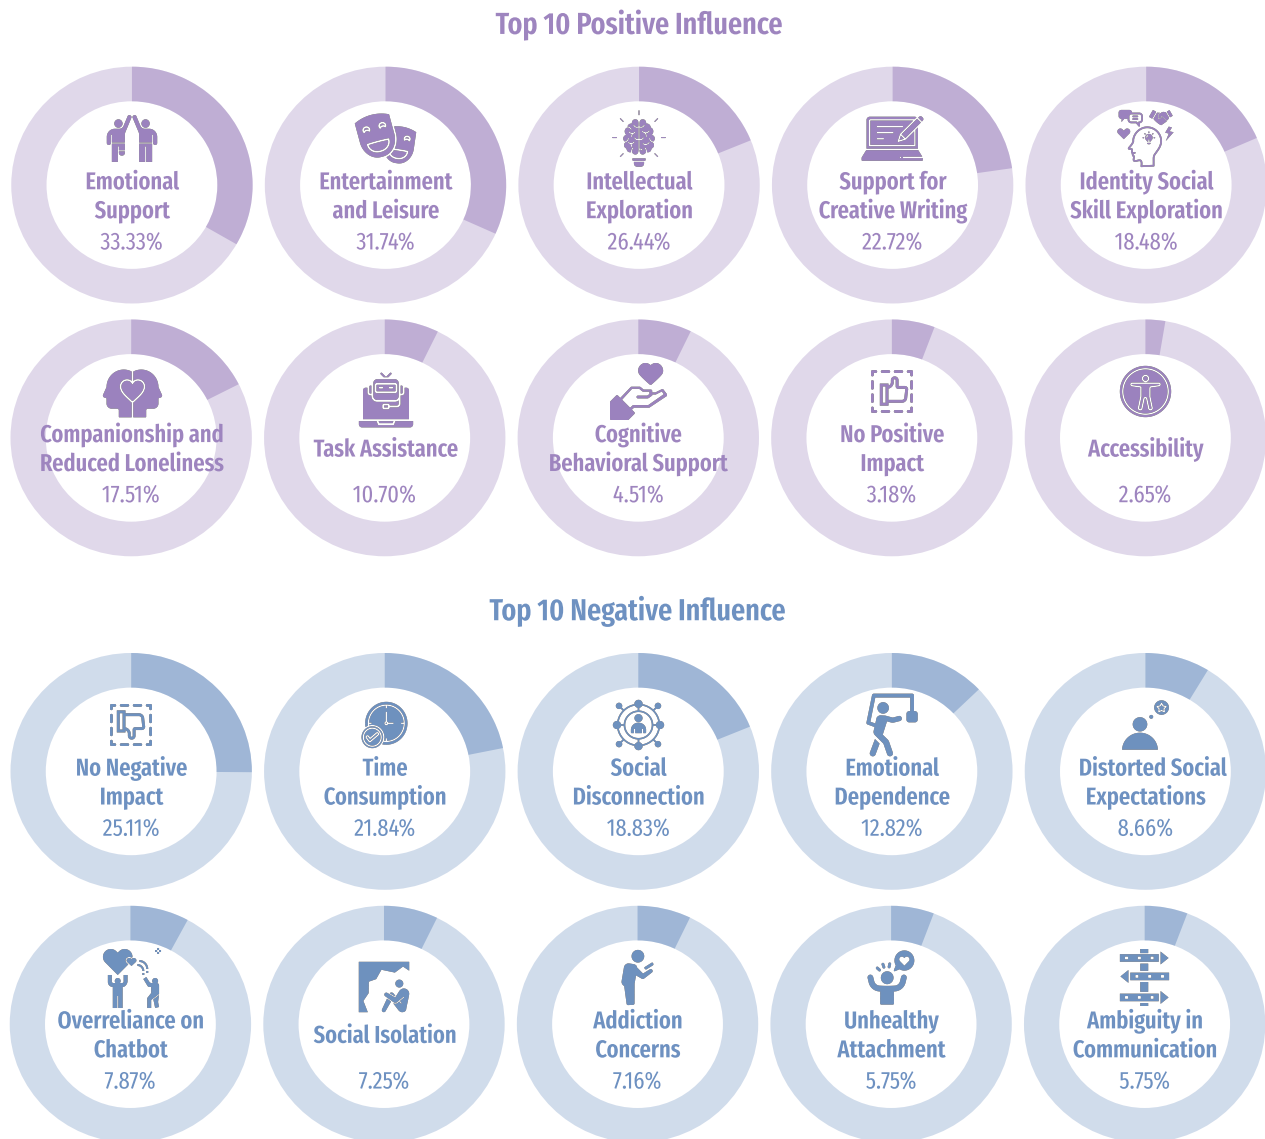 Top 10 Positive Influence
Emotional
Support
33.33%
Entertainment
and Leisure
31.74%
Intellectual
Exploration
26.44%
Support for
Creative Writing
22.72%
Identity Social
Skill Exploration
18.48%
Companionship and
Reduced Loneliness
17.51%
Task Assistance
10.70%
Cognitive
Behavioral Support
4.51%
No Positive
Impact
3.18%
Accessibility
2.65%
Top 10 Negative Influence
No Negative
Impact
25.11%
Time
Consumption
21.84%
Social
Disconnection
18.83%
Emotional
Dependence
12.82%
Distorted Social
Expectations
8.66%
Overreliance on
Chatbot
7.87%
Social Isolation
7.25%
Addiction
Concerns
7.16%
Unhealthy
Attachment
5.75%
Ambiguity in
Communication
5.75%